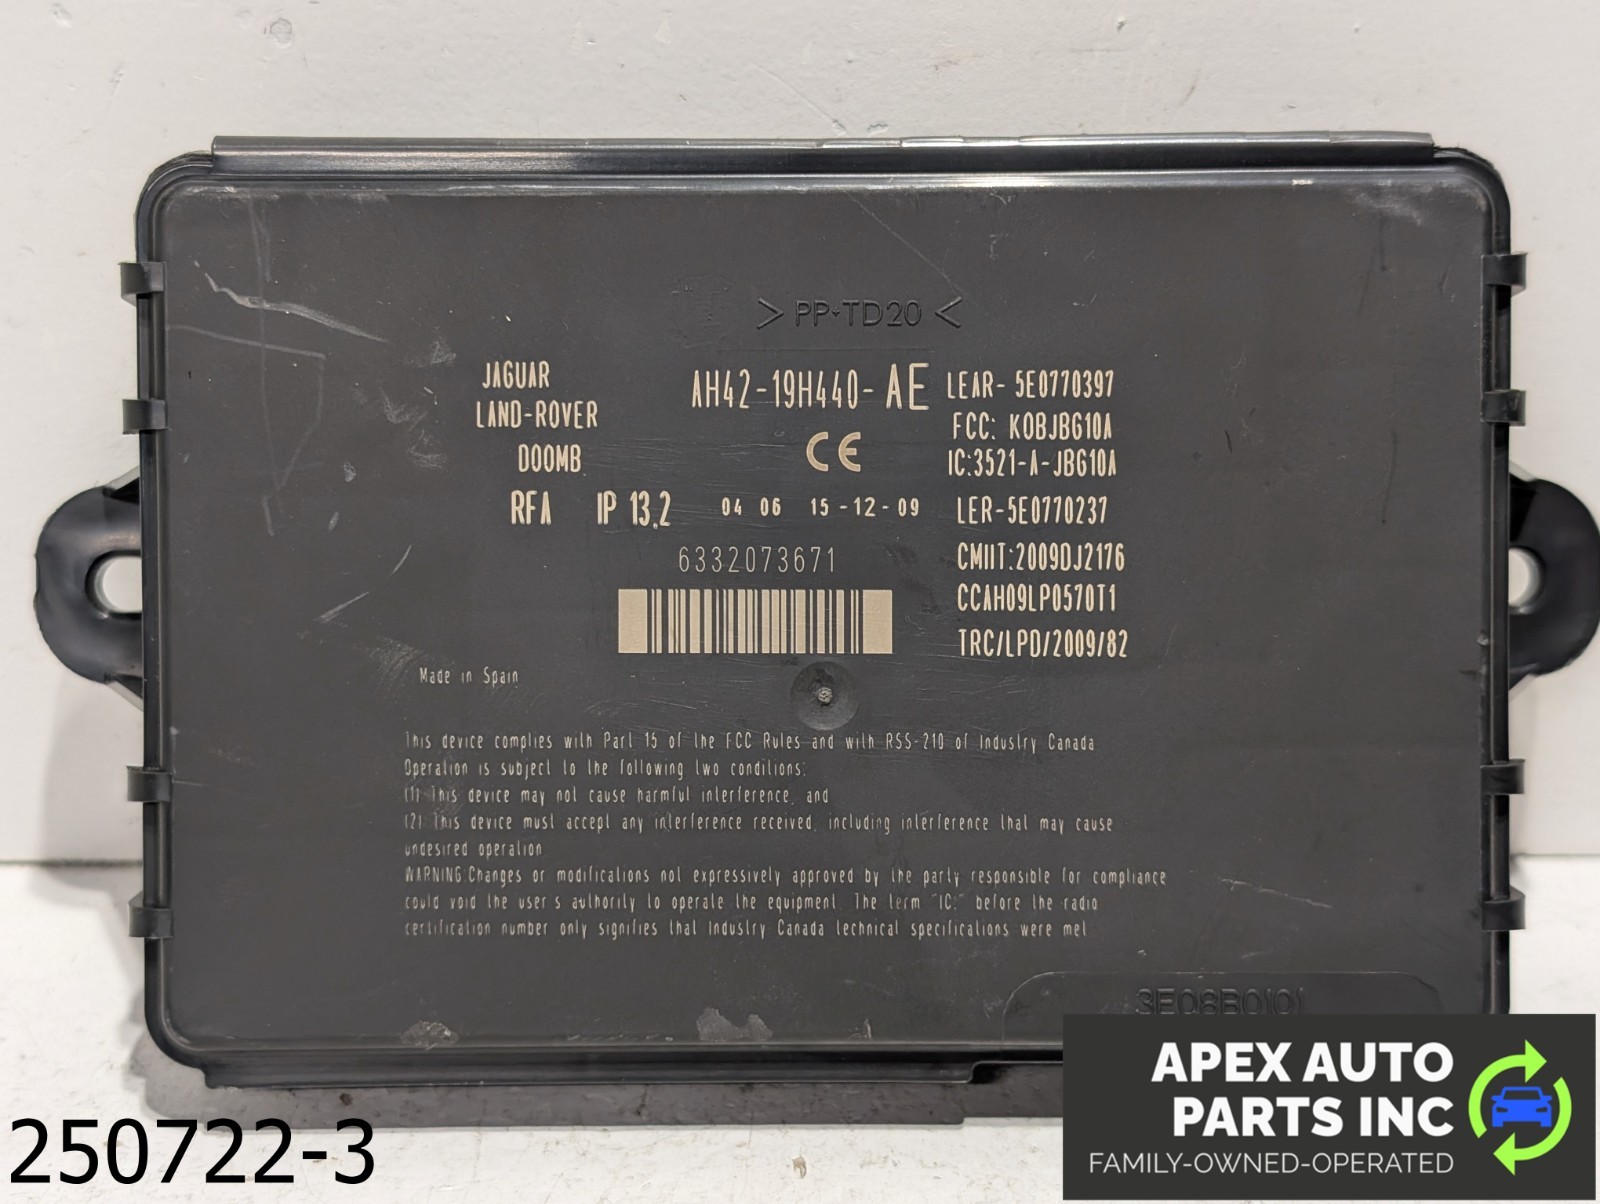 > PP+TD20 <
JAGUAR
LAND-ROVER
D00MB
RFA IP 13.2
AH42-19H440-AE
CE
04 06 15-12-09
6332073671
LEAR- 5E0770397
FCC: KOBJBG10A
IC:3521-A-JBG10A
LER-5E0770237
CMIIT:2009DJ2176
CCAH09LP0570T1
TRC/LPD/2009/82
Made in Spain
This device complies with Part 15 of the FCC Rules and with RSS-210 of Industry Canada
Operation is subject to the following two conditions:
(1) This device may not cause harmful interference, and
(2) This device must accept any interference received, including interference that may cause
undesired operation
WARNING:Changes or modifications not expressively approved by the party responsible for compliance
could void the user s authority to operate the equipment. The term "IC:" before the radio
certification number only signifies that Industry Canada technical specifications were met
3E08B0101
250722-3
APEX AUTO
PARTS INC
FAMILY-OWNED-OPERATED